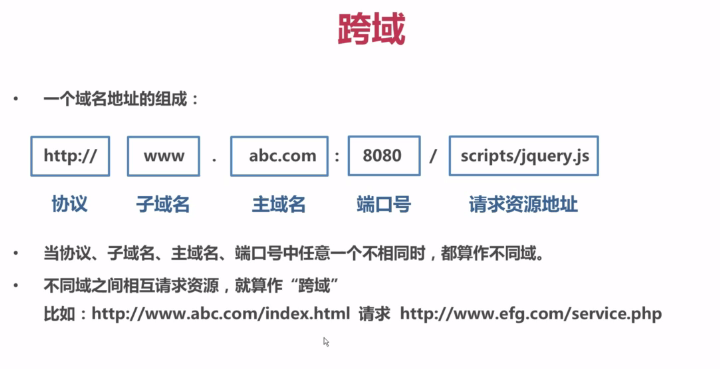 跨域
• 一个域名地址的组成：
http:// www . abc.com : 8080 / scripts/jquery.js
协议 子域名 主域名 端口号 请求资源地址
• 当协议、子域名、主域名、端口号中任意一个不相同时，都算作不同域。
• 不同域之间相互请求资源，就算作“跨域”
比如：http://www.abc.com/index.html 请求 http://www.efg.com/service.php